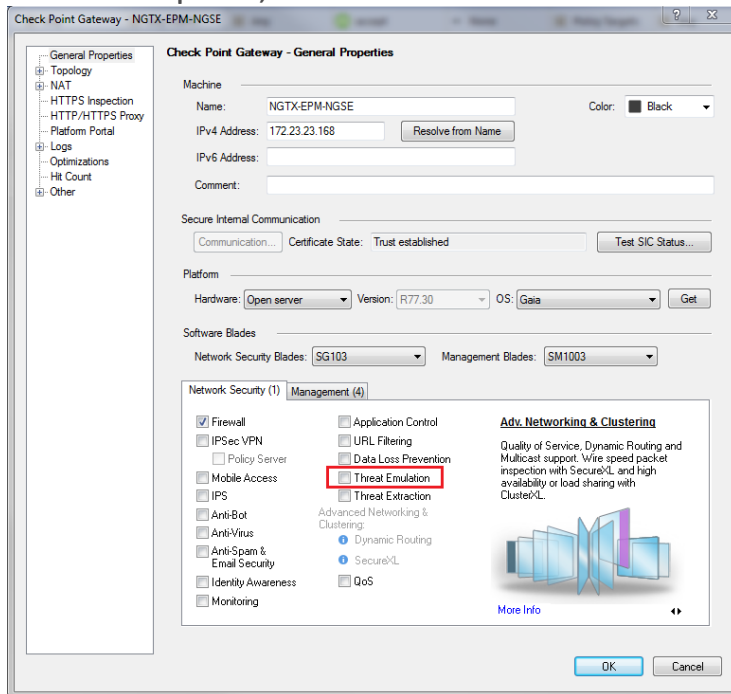 Check Point Gateway - NGTX-EPM-NGSE
General Properties
Topology
NAT
HTTPS Inspection
HTTP/HTTPS Proxy
Platform Portal
Logs
Optimizations
Hit Count
Other
Check Point Gateway - General Properties
Machine
Name: NGTX-EPM-NGSE Color: Black
IPv4 Address: 172.23.23.168 Resolve from Name
IPv6 Address:
Comment:
Secure Internal Communication
Communication... Certificate State: Trust established Test SIC Status...
Platform
Hardware: Open server Version: R77.30 OS: Gaia Get
Software Blades
Network Security Blades: SG103 Management Blades: SM1003
Network Security (1) Management (4)
Firewall
IPSec VPN
Policy Server
Mobile Access
IPS
Anti-Bot
Anti-Virus
Anti-Spam &
Email Security
Identity Awareness
Monitoring
Application Control
URL Filtering
Data Loss Prevention
Threat Emulation
Threat Extraction
Advanced Networking &
Clustering:
Dynamic Routing
SecureXL
QoS
Adv. Networking & Clustering
Quality of Service, Dynamic Routing and
Multicast support. Wire speed packet
inspection with SecureXL and high
availability or load sharing with
ClusterXL.
More Info
OK Cancel